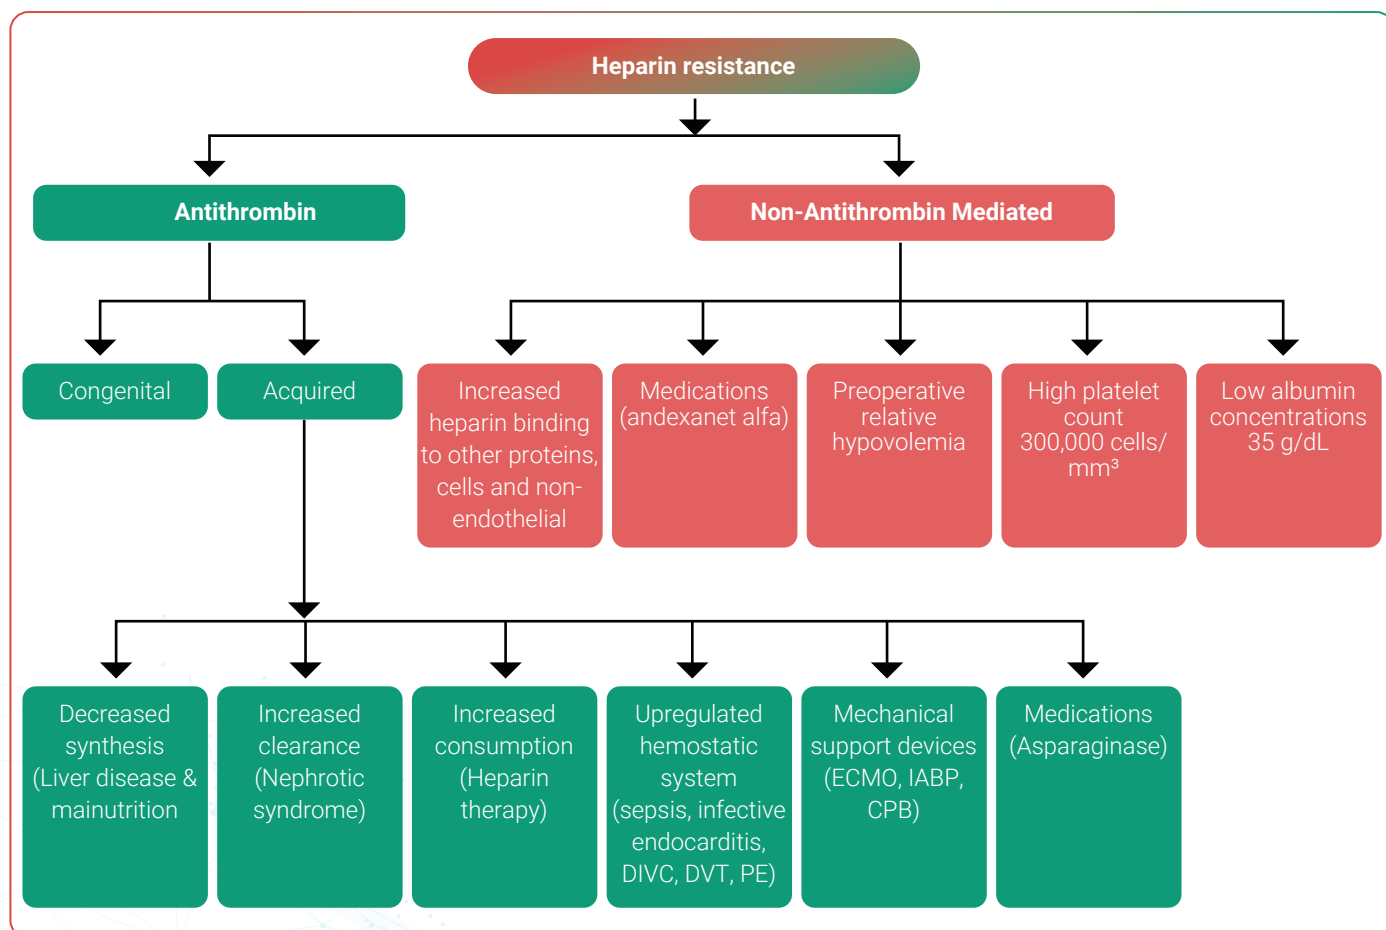 Heparin resistance
Antithrombin
Non-Antithrombin Mediated
Congenital
Acquired
Increased
heparin binding
to other proteins,
cells and non-
endothelial
Medications
(andexanet alfa)
Preoperative
relative
hypovolemia
High platelet
count
300,000 cells/
mm³
Low albumin
concentrations
35 g/dL
Decreased
synthesis
(Liver disease &
mainutrition
Increased
clearance
(Nephrotic
syndrome)
Increased
consumption
(Heparin
therapy)
Upregulated
hemostatic
system
(sepsis, infective
endocarditis,
DIVC, DVT, PE)
Mechanical
support devices
(ECMO, IABP,
CPB)
Medications
(Asparaginase)